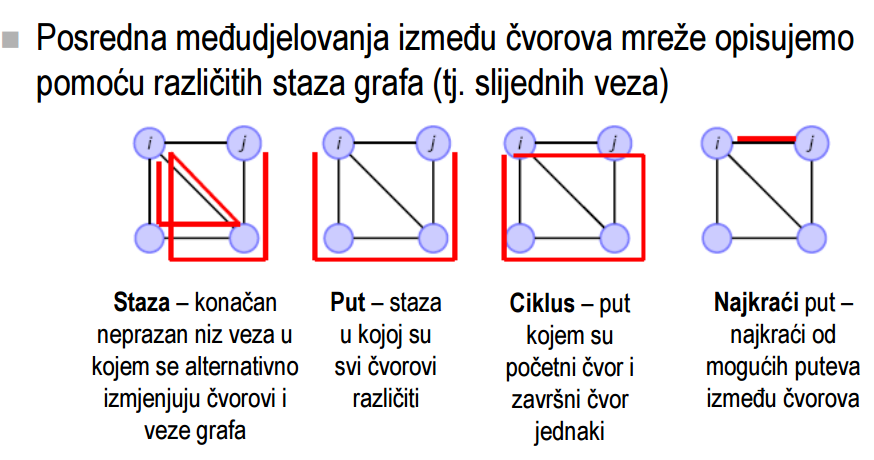 Posredna međudjelovanja između čvorova mreže opisujemo
pomoću različitih staza grafa (tj. slijednih veza)
i
j
i
j
i
j
i
j
Staza – konačan
neprazan niz veza u
kojem se alternativno
izmjenjuju čvorovi i
veze grafa
Put – staza
u kojoj su
svi čvorovi
različiti
Ciklus – put
kojem su
početni čvor i
završni čvor
jednaki
Najkraći put –
najkraći od
mogućih puteva
između čvorova